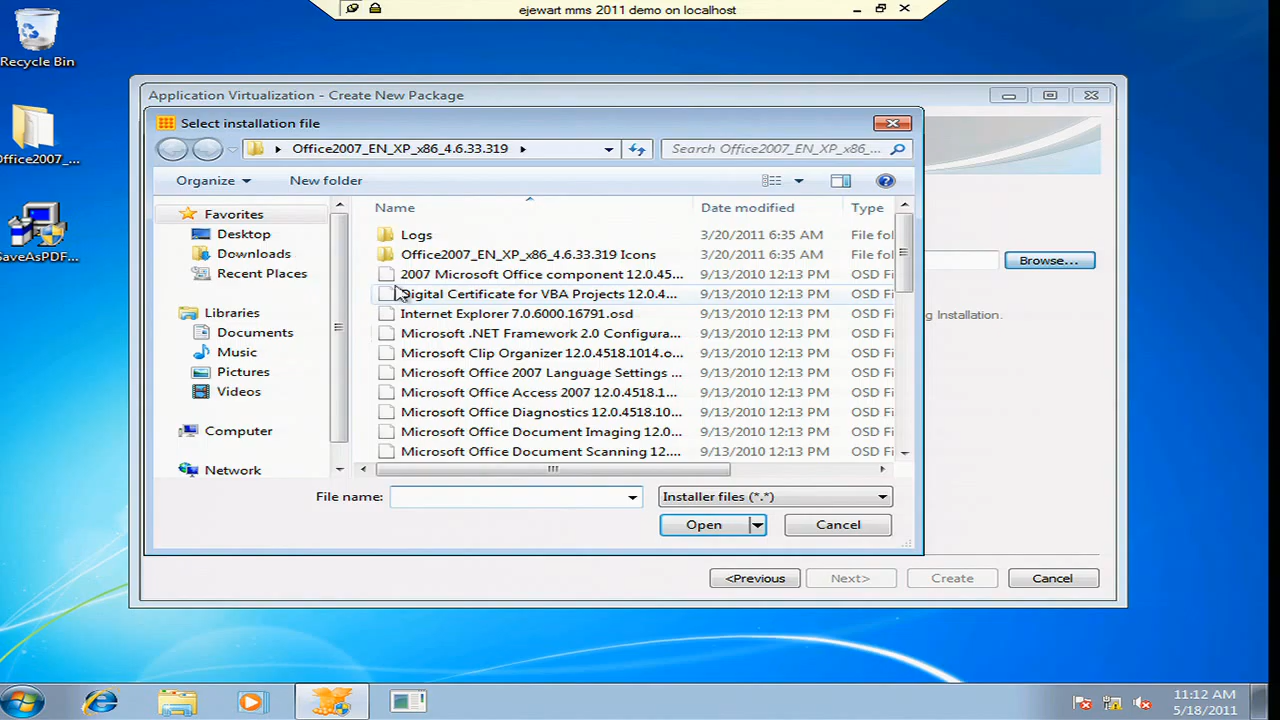 ejewart mms 2011 demo on localhost
Recycle Bin
Office2007_...
SaveAsPDF...
Application Virtualization - Create New Package
Select installation file
Office2007_EN_XP_x86_4.6.33.319
Search Office2007_EN_XP_x86_...
Organize
New folder
Favorites
Desktop
Downloads
Recent Places
Libraries
Documents
Music
Pictures
Videos
Computer
Network
Name Date modified Type
Logs 3/20/2011 6:35 AM File fol
Office2007_EN_XP_x86_4.6.33.319 Icons 3/20/2011 6:35 AM File fol
2007 Microsoft Office component 12.0.45... 9/13/2010 12:13 PM OSD Fi
Digital Certificate for VBA Projects 12.0.4... 9/13/2010 12:13 PM OSD Fi
Internet Explorer 7.0.6000.16791.osd 9/13/2010 12:13 PM OSD Fi
Microsoft .NET Framework 2.0 Configura... 9/13/2010 12:13 PM OSD Fi
Microsoft Clip Organizer 12.0.4518.1014.o... 9/13/2010 12:13 PM OSD Fi
Microsoft Office 2007 Language Settings ... 9/13/2010 12:13 PM OSD Fi
Microsoft Office Access 2007 12.0.4518.1... 9/13/2010 12:13 PM OSD Fi
Microsoft Office Diagnostics 12.0.4518.10... 9/13/2010 12:13 PM OSD Fi
Microsoft Office Document Imaging 12.0... 9/13/2010 12:13 PM OSD Fi
Microsoft Office Document Scanning 12.... 9/13/2010 12:13 PM OSD Fi
File name:
Installer files (*.*)
Open
Cancel
Browse...
g Installation.
<Previous
Next>
Create
Cancel
11:12 AM
5/18/2011